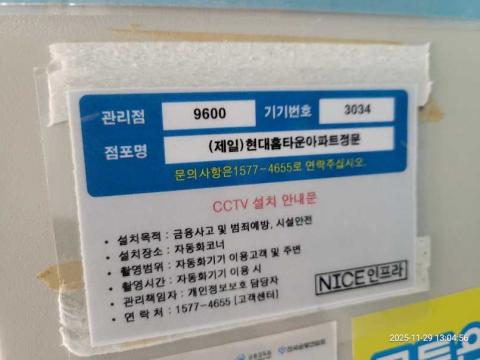 관리점 9600 기기번호 3034
점포명 (제일)현대홈타운아파트정문
문의사항은1577-4655로 연락주십시오.
CCTV 설치 안내문
• 설치목적 : 금융사고 및 범죄예방, 시설안전
• 설치장소 : 자동화코너
• 촬영범위 : 자동화기기 이용고객 및 주변
• 촬영시간 : 자동화기기 이용 시
• 관리책임자 : 개인정보보호 담당자
• 연 락 처 : 1577-4655 [고객센터]
NICE인프라
2025-11-29 13:04:56